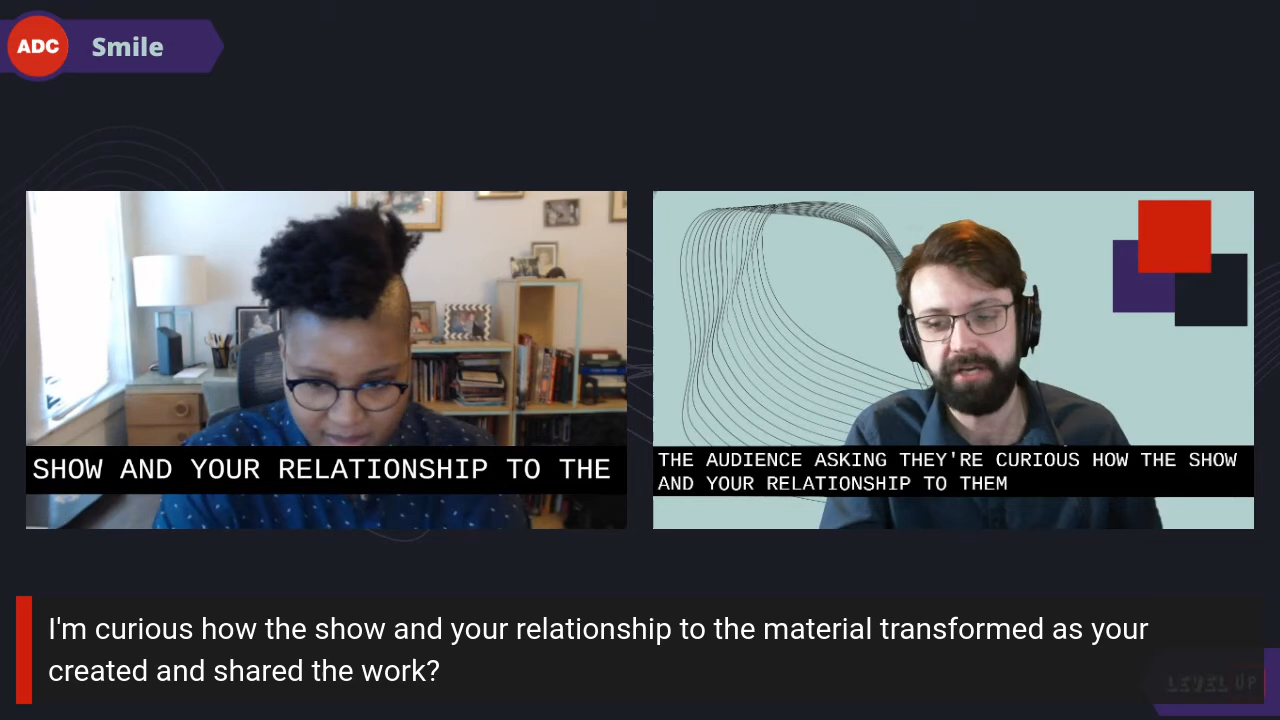 ADC
Smile
SHOW AND YOUR RELATIONSHIP TO THE
THE AUDIENCE ASKING THEY'RE CURIOUS HOW THE SHOW
AND YOUR RELATIONSHIP TO THEM
I'm curious how the show and your relationship to the material transformed as your
created and shared the work?
LEVEL UP